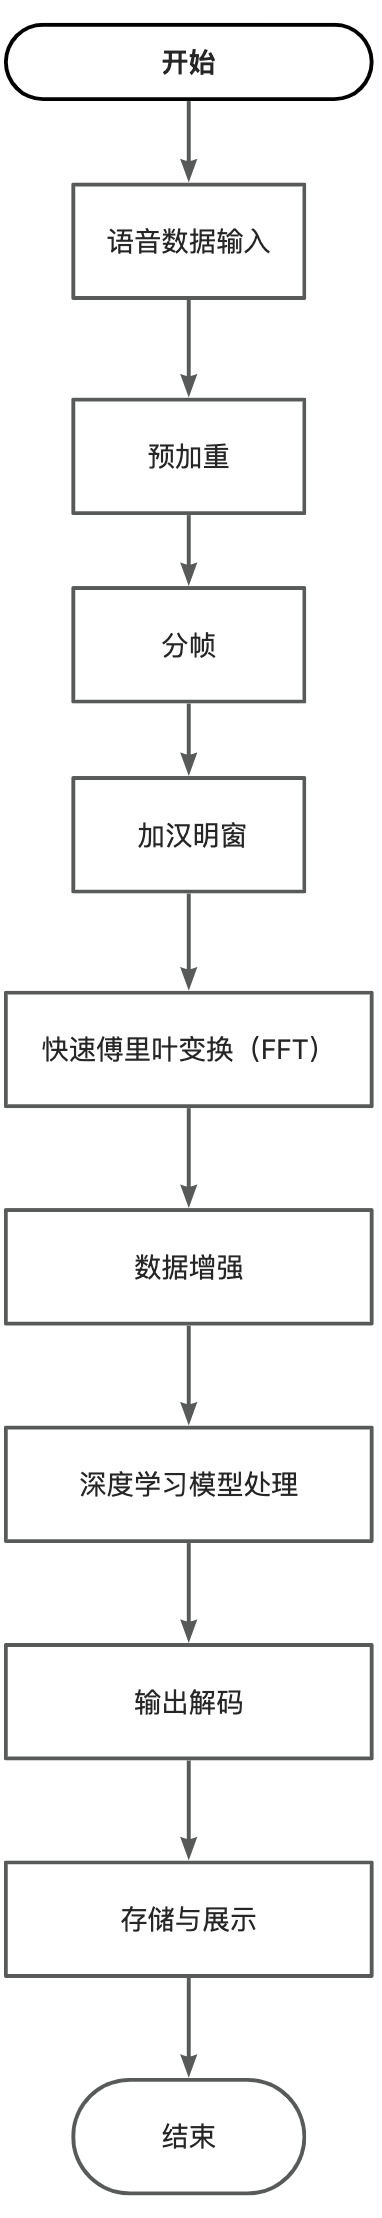 开始
语音数据输入
预加重
分帧
加汉明窗
快速傅里叶变换（FFT）
数据增强
深度学习模型处理
输出解码
存储与展示
结束